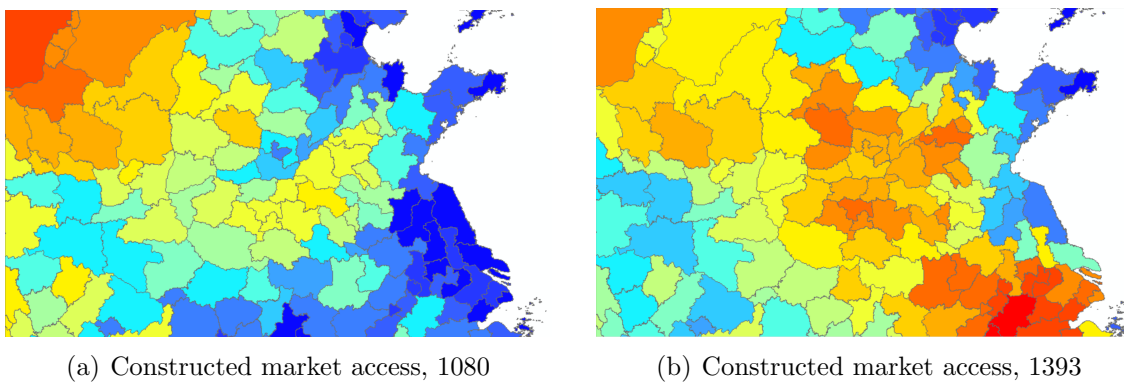 (a) Constructed market access, 1080
(b) Constructed market access, 1393